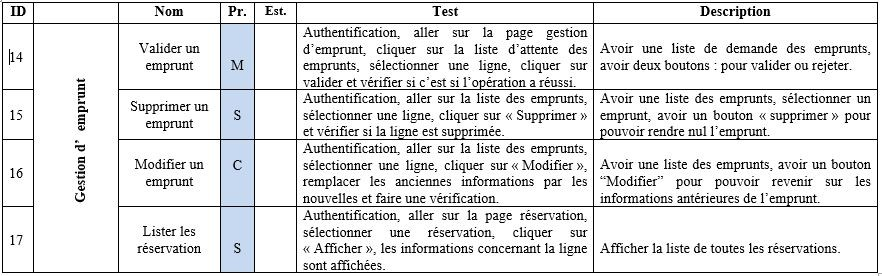 ID Nom Pr. Est. Test Description
14
Gestion d’ emprunt
Valider un
emprunt
M
Authentification, aller sur la page gestion
d’emprunt, cliquer sur la liste d’attente des
emprunts, sélectionner une ligne, cliquer sur
valider et vérifier si c’est si l’opération a réussi.
Avoir une liste de demande des emprunts,
avoir deux boutons : pour valider ou rejeter.
15
Supprimer un
emprunt
S
Authentification, aller sur la liste des emprunts,
sélectionner une ligne, cliquer sur « Supprimer »
et vérifier si la ligne est supprimée.
Avoir une liste des emprunts, sélectionner un
emprunt, avoir un bouton « supprimer » pour
pouvoir rendre nul l’emprunt.
16
Modifier un
emprunt
C
Authentification, aller sur la liste des emprunts,
sélectionner une ligne, cliquer sur « Modifier »,
remplacer les anciennes informations par les
nouvelles et faire une vérification.
Avoir une liste des emprunts, avoir un bouton
“Modifier” pour pouvoir revenir sur les
informations antérieures de l’emprunt.
17
Lister les
réservation
S
Authentification, aller sur la page réservation,
sélectionner une réservation, cliquer sur
« Afficher », les informations concernant la ligne
sont affichées.
Afficher la liste de toutes les réservations.